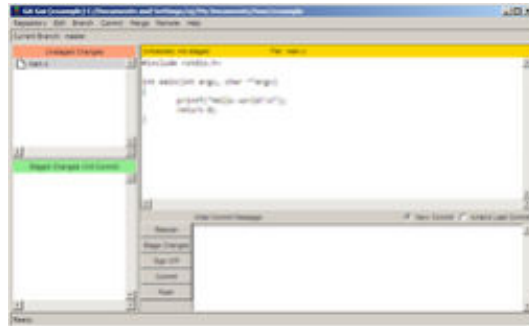 Git Gui (example) C:/Documents and Settings/ /My Documents/ /example
Repository Edit Branch Commit Merge Remote Help
Current Branch: master
Unstaged Changes
Untracked, not staged File: main.c
main.c
#include <stdio.h>
int main(int argc, char **argv)
{
printf("Hello world!\n");
return 0;
}
Staged Changes (Will Commit)
Initial Commit Message:
New Commit
Amend Last Commit
Rescan
Stage Changed
Sign Off
Commit
Push
Ready.